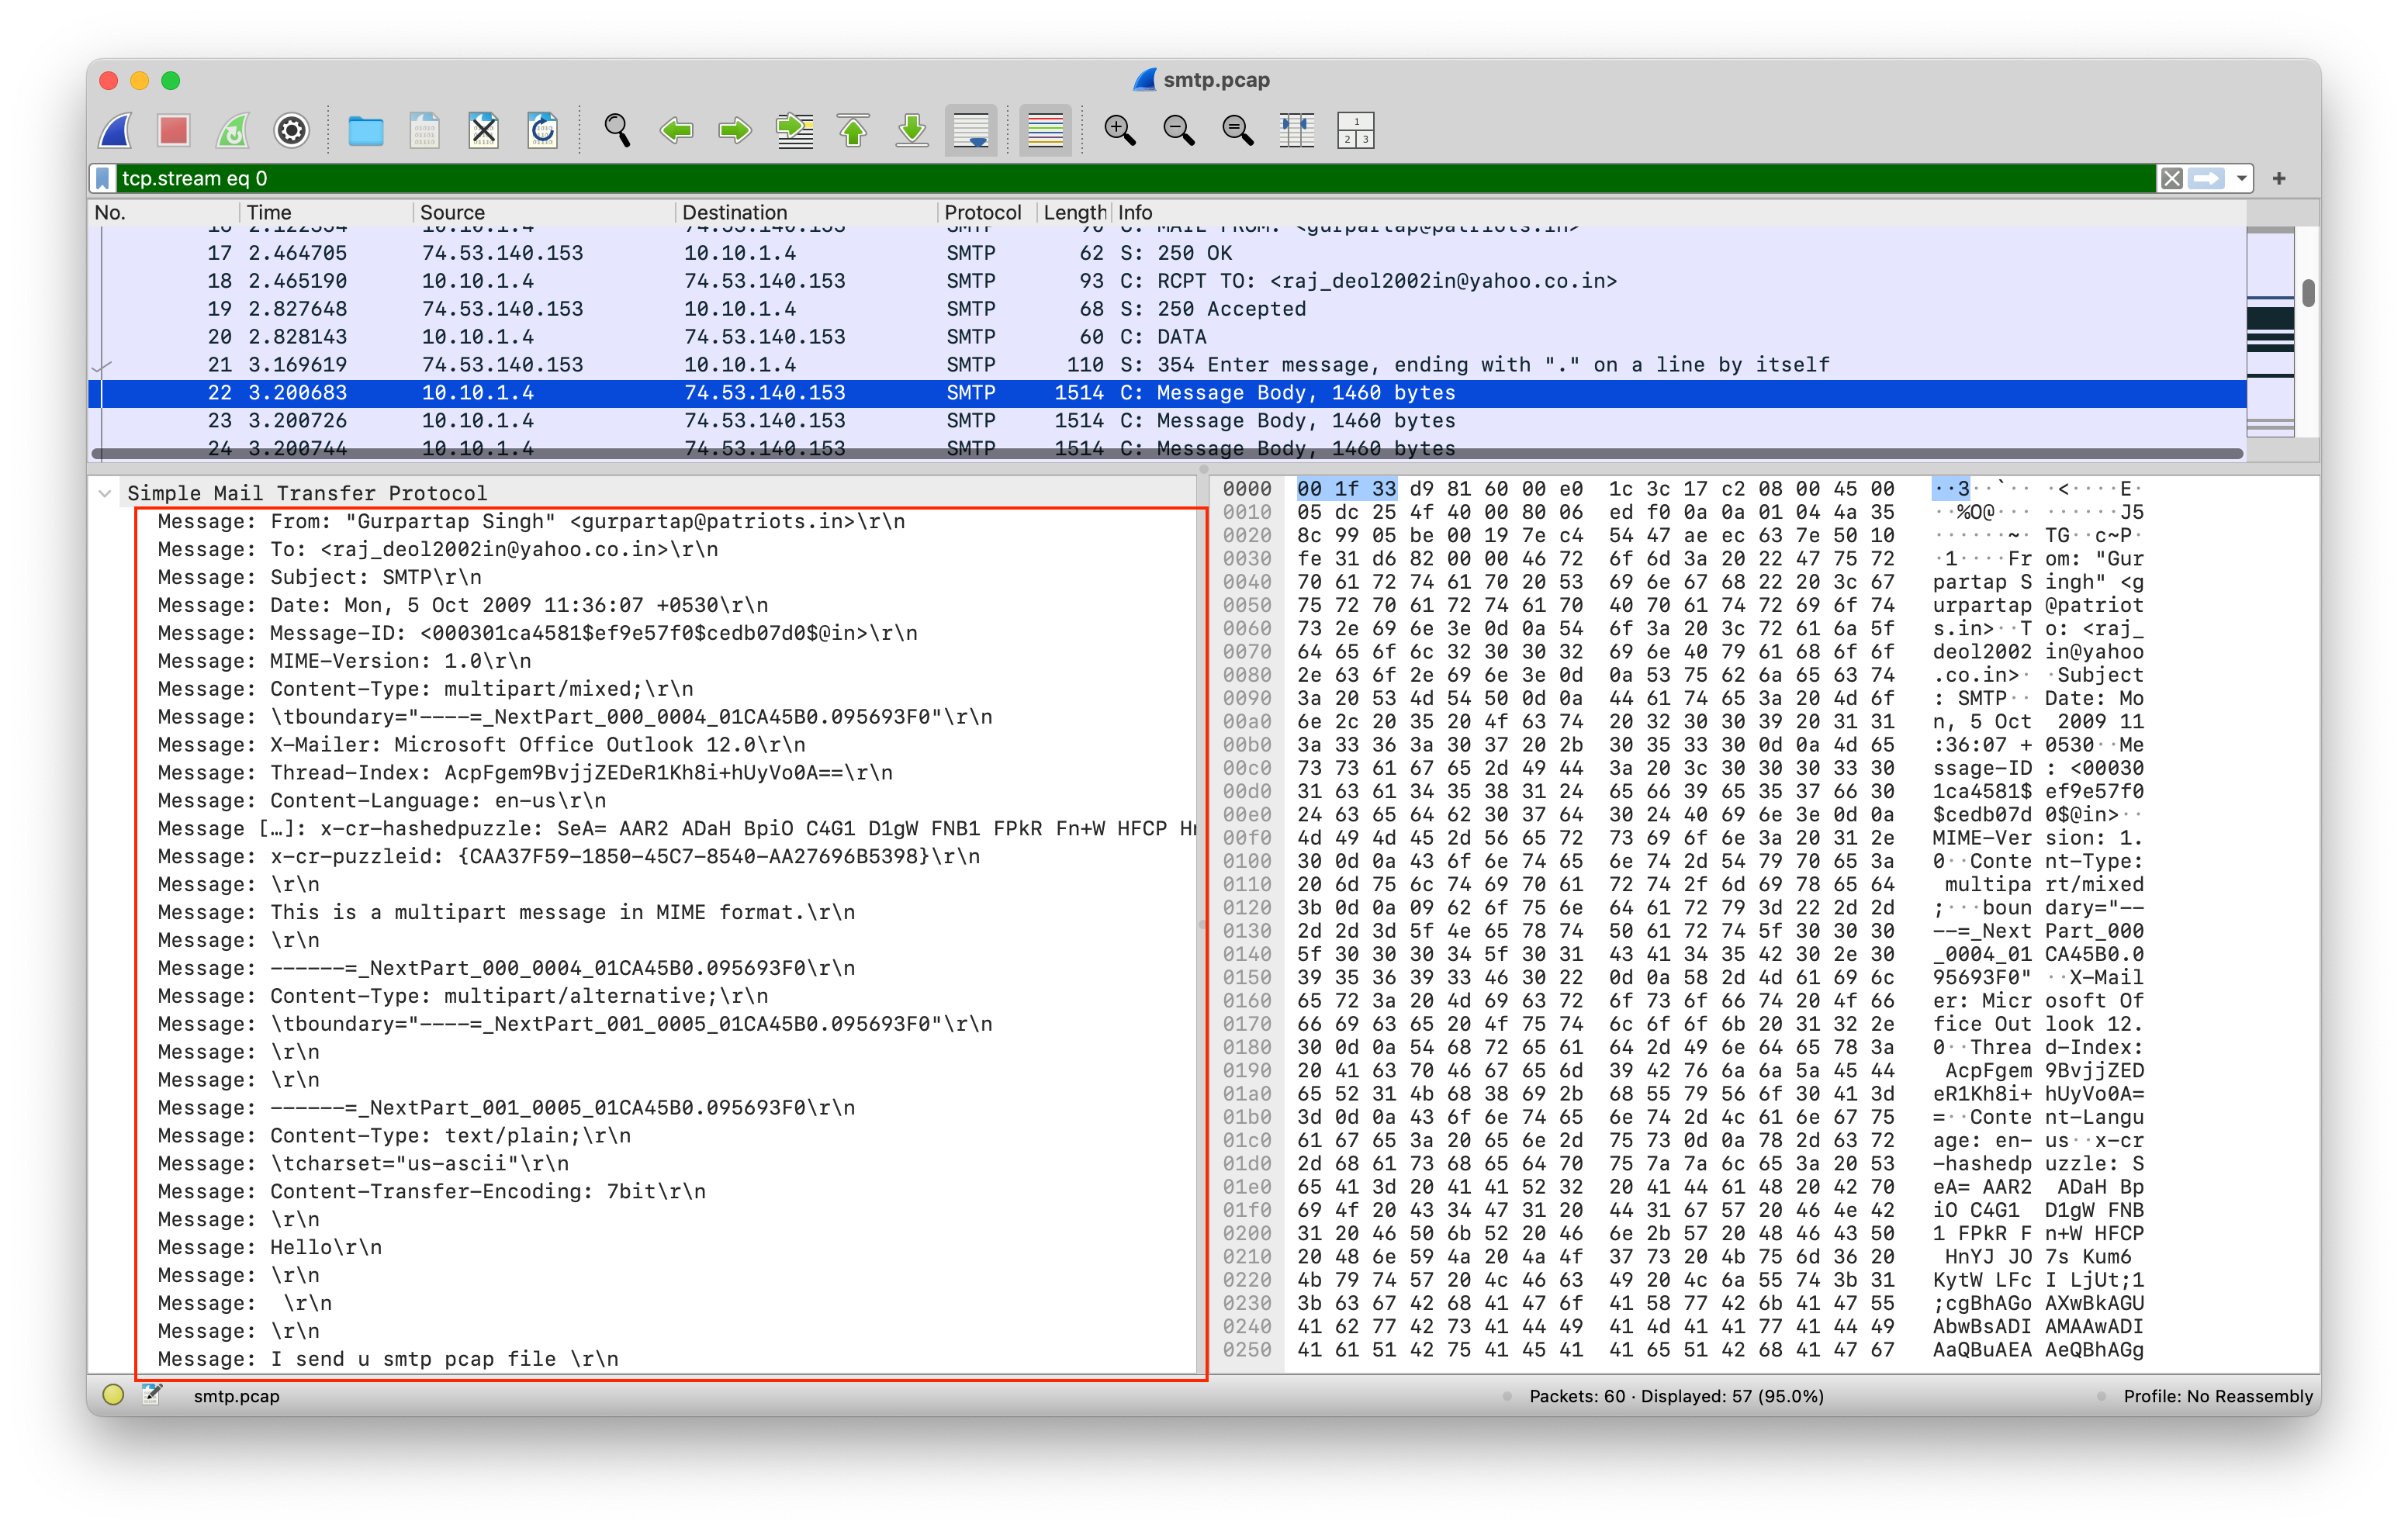 smtp.pcap
tcp.stream eq 0
No. Time Source Destination Protocol Length Info
17 2.464705 74.53.140.153 10.10.1.4 SMTP 62 S: 250 OK
18 2.465190 10.10.1.4 74.53.140.153 SMTP 93 C: RCPT TO: <raj_deol2002in@yahoo.co.in>
19 2.827648 74.53.140.153 10.10.1.4 SMTP 68 S: 250 Accepted
20 2.828143 10.10.1.4 74.53.140.153 SMTP 60 C: DATA
21 3.169619 74.53.140.153 10.10.1.4 SMTP 110 S: 354 Enter message, ending with "." on a line by itself
22 3.200683 10.10.1.4 74.53.140.153 SMTP 1514 C: Message Body, 1460 bytes
23 3.200726 10.10.1.4 74.53.140.153 SMTP 1514 C: Message Body, 1460 bytes
24 3.200744 10.10.1.4 74.53.140.153 SMTP 1514 C: Message Body, 1460 bytes
Simple Mail Transfer Protocol
Message: From: "Gurpartap Singh" <gurpartap@patriots.in>\r\n
Message: To: <raj_deol2002in@yahoo.co.in>\r\n
Message: Subject: SMTP\r\n
Message: Date: Mon, 5 Oct 2009 11:36:07 +0530\r\n
Message: Message-ID: <000301ca4581$ef9e57f0$cedb07d0$@in>\r\n
Message: MIME-Version: 1.0\r\n
Message: Content-Type: multipart/mixed;\r\n
Message: \tboundary="----=_NextPart_000_0004_01CA45B0.095693F0"\r\n
Message: X-Mailer: Microsoft Office Outlook 12.0\r\n
Message: Thread-Index: AcpFgem9BvjjZEDeR1Kh8i+hUyVo0A==\r\n
Message: Content-Language: en-us\r\n
Message […]: x-cr-hashedpuzzle: SeA= AAR2 ADaH BpiO C4G1 D1gW FNB1 FPkR Fn+W HFCP
Message: x-cr-puzzleid: {CAA37F59-1850-45C7-8540-AA27696B5398}\r\n
Message: \r\n
Message: This is a multipart message in MIME format.\r\n
Message: \r\n
Message: ------=_NextPart_000_0004_01CA45B0.095693F0\r\n
Message: Content-Type: multipart/alternative;\r\n
Message: \tboundary="----=_NextPart_001_0005_01CA45B0.095693F0"\r\n
Message: \r\n
Message: \r\n
Message: ------=_NextPart_001_0005_01CA45B0.095693F0\r\n
Message: Content-Type: text/plain;\r\n
Message: \tcharset="us-ascii"\r\n
Message: Content-Transfer-Encoding: 7bit\r\n
Message: \r\n
Message: Hello\r\n
Message: \r\n
Message:  \r\n
Message: \r\n
Message: I send u smtp pcap file \r\n
0000 00 1f 33 d9 81 60 00 e0 1c 3c 17 c2 08 00 45 00 ··3··`·· ·<····E·
0010 05 dc 25 4f 40 00 80 06 ed f0 0a 0a 01 04 4a 35 ··%O@··· ······J5
0020 8c 99 05 be 00 19 7e c4 54 47 ae ec 63 7e 50 10 ······~· TG··c~P·
0030 fe 31 d6 82 00 00 46 72 6f 6d 3a 20 22 47 75 72 ·1····Fr om: "Gur
0040 70 61 72 74 61 70 20 53 69 6e 67 68 22 20 3c 67 partap S ingh" <g
0050 75 72 70 61 72 74 61 70 40 70 61 74 72 69 6f 74 urpartap @patriot
0060 73 2e 69 6e 3e 0d 0a 54 6f 3a 20 3c 72 61 6a 5f s.in>··T o: <raj_
0070 64 65 6f 6c 32 30 30 32 69 6e 40 79 61 68 6f 6f deol2002 in@yahoo
0080 2e 63 6f 2e 69 6e 3e 0d 0a 53 75 62 6a 65 63 74 .co.in>· ·Subject
0090 3a 20 53 4d 54 50 0d 0a 44 61 74 65 3a 20 4d 6f : SMTP·· Date: Mo
00a0 6e 2c 20 35 20 4f 63 74 20 32 30 30 39 20 31 31 n, 5 Oct  2009 11
00b0 3a 33 36 3a 30 37 20 2b 30 35 33 30 0d 0a 4d 65 :36:07 + 0530··Me
00c0 73 73 61 67 65 2d 49 44 3a 20 3c 30 30 30 33 30 ssage-ID : <00030
00d0 31 63 61 34 35 38 31 24 65 66 39 65 35 37 66 30 1ca4581$ ef9e57f0
00e0 24 63 65 64 62 30 37 64 30 24 40 69 6e 3e 0d 0a $cedb07d 0$@in>··
00f0 4d 49 4d 45 2d 56 65 72 73 69 6f 6e 3a 20 31 2e MIME-Ver sion: 1.
0100 30 0d 0a 43 6f 6e 74 65 6e 74 2d 54 79 70 65 3a 0··Conte nt-Type:
0110 20 6d 75 6c 74 69 70 61 72 74 2f 6d 69 78 65 64  multipa rt/mixed
0120 3b 0d 0a 09 62 6f 75 6e 64 61 72 79 3d 22 2d 2d ;···boun dary="--
0130 2d 2d 3d 5f 4e 65 78 74 50 61 72 74 5f 30 30 30 --=_Next Part_000
0140 5f 30 30 30 34 5f 30 31 43 41 34 35 42 30 2e 30 _0004_01 CA45B0.0
0150 39 35 36 39 33 46 30 22 0d 0a 58 2d 4d 61 69 6c 95693F0" ··X-Mail
0160 65 72 3a 20 4d 69 63 72 6f 73 6f 66 74 20 4f 66 er: Micr osoft Of
0170 66 69 63 65 20 4f 75 74 6c 6f 6f 6b 20 31 32 2e fice Out look 12.
0180 30 0d 0a 54 68 72 65 61 64 2d 49 6e 64 65 78 3a 0··Threa d-Index:
0190 20 41 63 70 46 67 65 6d 39 42 76 6a 6a 5a 45 44  AcpFgem 9BvjjZED
01a0 65 52 31 4b 68 38 69 2b 68 55 79 56 6f 30 41 3d eR1Kh8i+ hUyVo0A=
01b0 3d 0d 0a 43 6f 6e 74 65 6e 74 2d 4c 61 6e 67 75 =··Conte nt-Langu
01c0 61 67 65 3a 20 65 6e 2d 75 73 0d 0a 78 2d 63 72 age: en- us··x-cr
01d0 2d 68 61 73 68 65 64 70 75 7a 7a 6c 65 3a 20 53 -hashedp uzzle: S
01e0 65 41 3d 20 41 41 52 32 20 41 44 61 48 20 42 70 eA= AAR2  ADaH Bp
01f0 69 4f 20 43 34 47 31 20 44 31 67 57 20 46 4e 42 iO C4G1  D1gW FNB
0200 31 20 46 50 6b 52 20 46 6e 2b 57 20 48 46 43 50 1 FPkR F n+W HFCP
0210 20 48 6e 59 4a 20 4a 4f 37 73 20 4b 75 6d 36 20  HnYJ JO 7s Kum6
0220 4b 79 74 57 20 4c 46 63 49 20 4c 6a 55 74 3b 31 KytW LFc I LjUt;1
0230 3b 63 67 42 68 41 47 6f 41 58 77 42 6b 41 47 55 ;cgBhAGo AXwBkAGU
0240 41 62 77 42 73 41 44 49 41 4d 41 41 77 41 44 49 AbwBsADI AMAAwADI
0250 41 61 51 42 75 41 45 41 41 65 51 42 68 41 47 67 AaQBuAEA AeQBhAGg
smtp.pcap
Packets: 60 · Displayed: 57 (95.0%)
Profile: No Reassembly